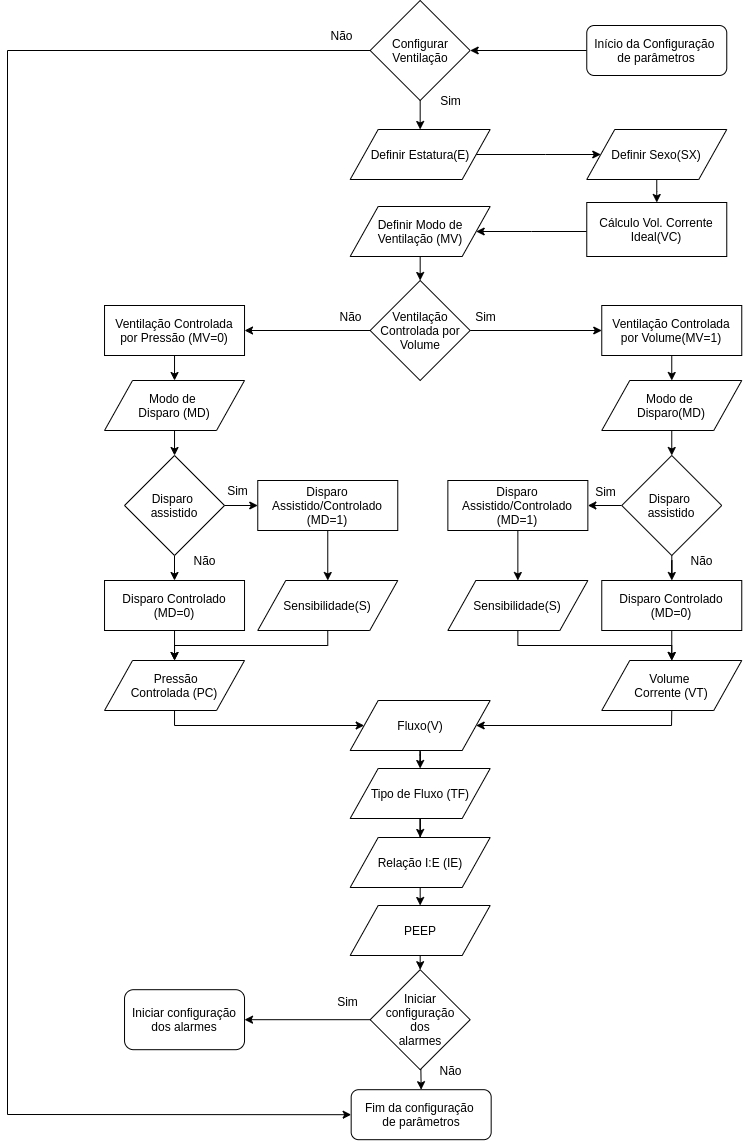 Não
Configurar
Ventilação
Início da Configuração
de parâmetros
Sim
Definir Estatura(E)
Definir Sexo(SX)
Definir Modo de
Ventilação (MV)
Cálculo Vol. Corrente
Ideal(VC)
Ventilação Controlada
por Pressão (MV=0)
Não
Ventilação
Controlada por
Volume
Sim
Ventilação Controlada
por Volume(MV=1)
Modo de
Disparo (MD)
Modo de
Disparo(MD)
Disparo
assistido
Sim
Disparo
Assistido/Controlado
(MD=1)
Disparo
Assistido/Controlado
(MD=1)
Sim
Disparo
assistido
Não
Não
Disparo Controlado
(MD=0)
Sensibilidade(S)
Sensibilidade(S)
Disparo Controlado
(MD=0)
Pressão
Controlada (PC)
Volume
Corrente (VT)
Fluxo(V)
Tipo de Fluxo (TF)
Relação I:E (IE)
PEEP
Iniciar configuração
dos alarmes
Sim
Iniciar
configuração
dos
alarmes
Não
Fim da configuração
de parâmetros